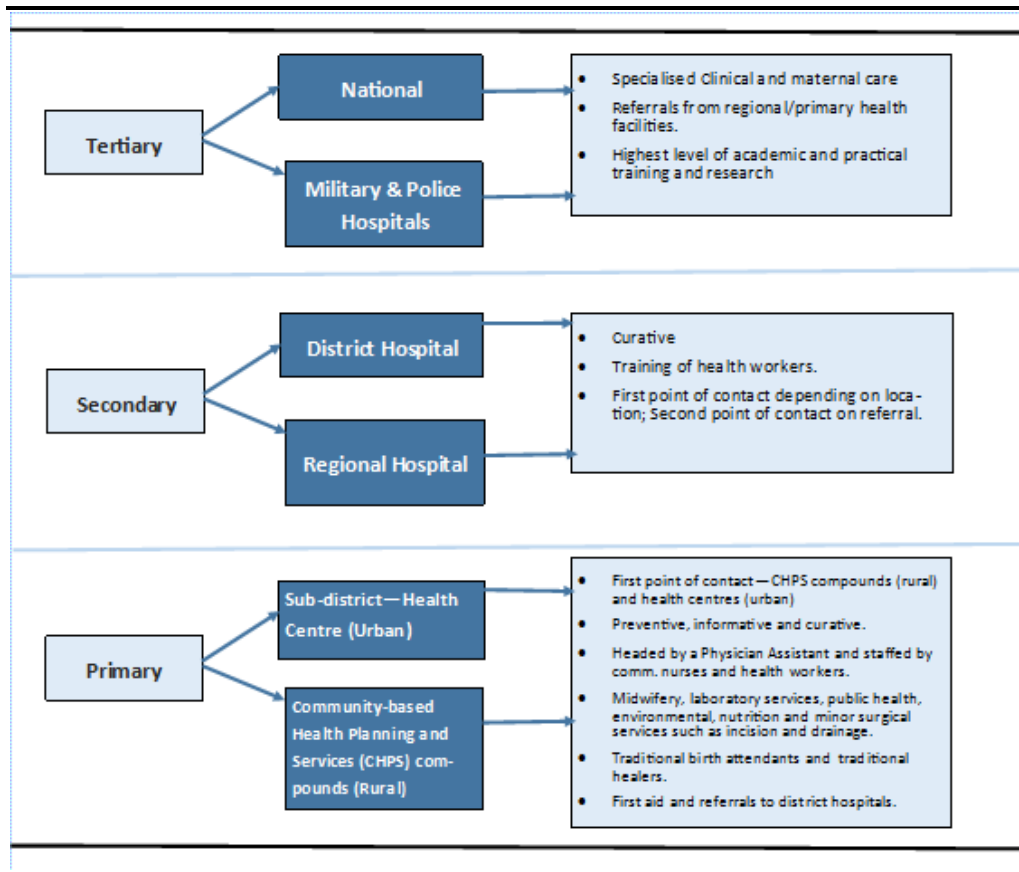 Tertiary
National
Military & Police
Hospitals
• Specialised Clinical and maternal care
• Referrals from regional/primary health
facilities.
• Highest level of academic and practical
training and research
Secondary
District Hospital
Regional Hospital
• Curative
• Training of health workers.
• First point of contact depending on loca-
tion; Second point of contact on referral.
Primary
Sub-district—Health
Centre (Urban)
Community-based
Health Planning and
Services (CHPS) com-
pounds (Rural)
• First point of contact—CHPS compounds (rural)
and health centres (urban)
• Preventive, informative and curative.
• Headed by a Physician Assistant and staffed by
comm. nurses and health workers.
• Midwifery, laboratory services, public health,
environmental, nutrition and minor surgical
services such as incision and drainage.
• Traditional birth attendants and traditional
healers.
• First aid and referrals to district hospitals.